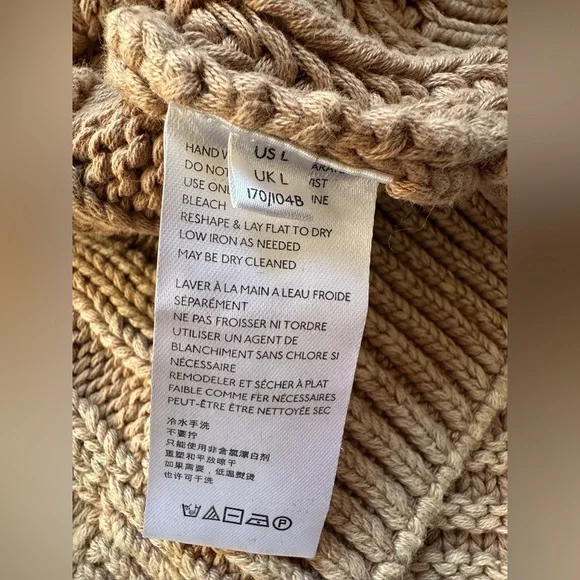 US L
UK L
170/104B
HAND
DO NOT
USE ONL
BLEACH
RESHAPE & LAY FLAT TO DRY
LOW IRON AS NEEDED
MAY BE DRY CLEANED
LAVER À LA MAIN A LEAU FROIDE
SÉPARÉMENT
NE PAS FROISSER NI TORDRE
UTILISER UN AGENT DE
BLANCHIMENT SANS CHLORE SI
NÉCESSAIRE
REMODELER ET SÉCHER À PLAT
FAIBLE COMME FER NÉCESSAIRES
PEUT-ÊTRE ÊTRE NETTOYÉE SEC
冷水手洗
不要拧
只能使用非含氯漂白剂
重塑和平放晾干
如果需要，低温熨烫
也许可干洗
P